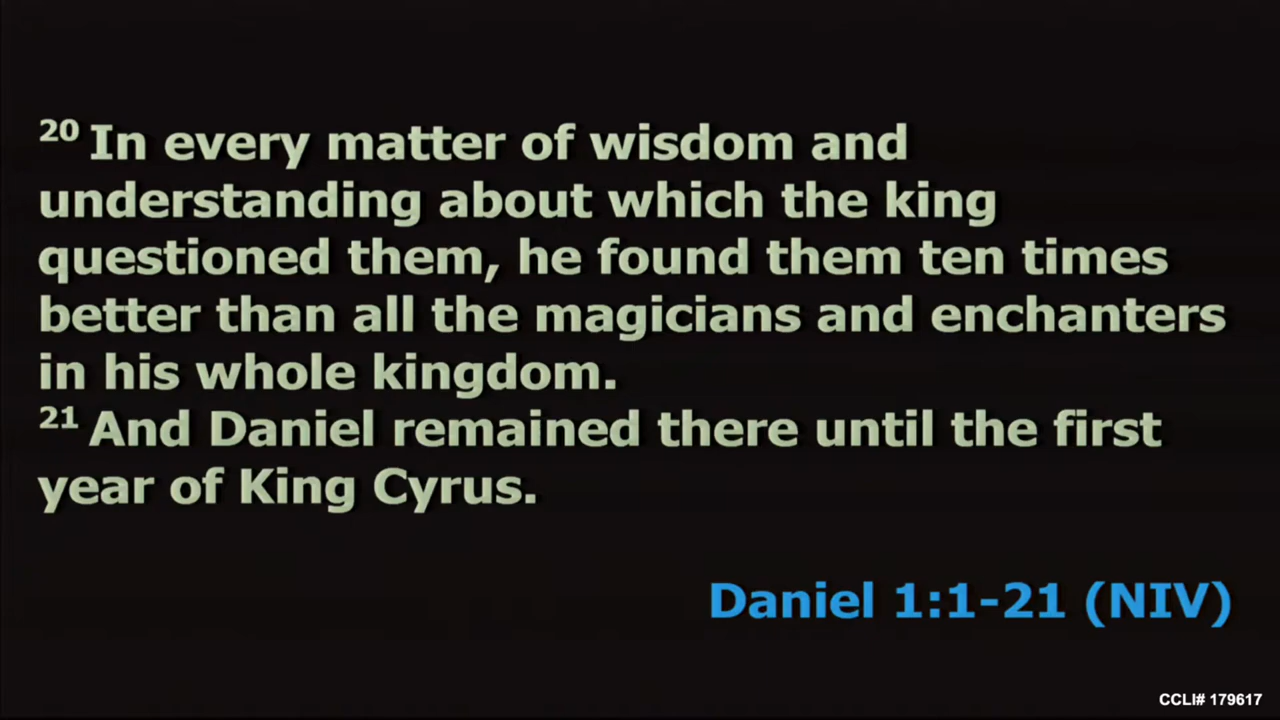 20 In every matter of wisdom and
understanding about which the king
questioned them, he found them ten times
better than all the magicians and enchanters
in his whole kingdom.
21 And Daniel remained there until the first
year of King Cyrus.
Daniel 1:1-21 (NIV)
CCLI# 179617